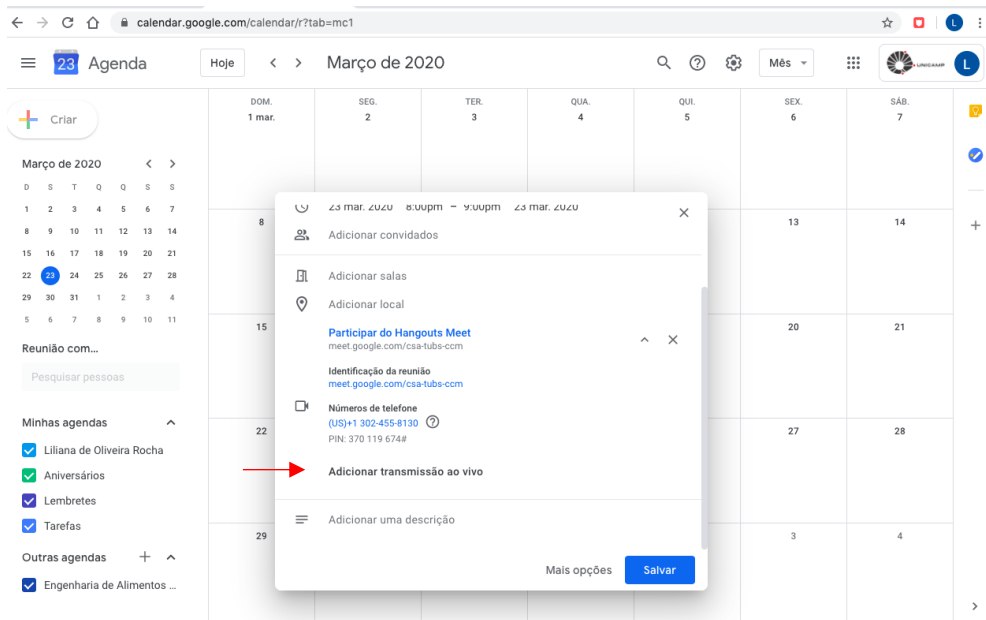 calendar.google.com/calendar/r?tab=mc1
L
23
Agenda
Hoje
Março de 2020
Mês
UNICAMP
L
Criar
Março de 2020
D S T Q Q S S
1 2 3 4 5 6 7
8 9 10 11 12 13 14
15 16 17 18 19 20 21
22 23 24 25 26 27 28
29 30 31 1 2 3 4
5 6 7 8 9 10 11
Reunião com...
Pesquisar pessoas
Minhas agendas
Liliana de Oliveira Rocha
Aniversários
Lembretes
Tarefas
Outras agendas
Engenharia de Alimentos ...
DOM. SEG. TER. QUA. QUI. SEX. SÁB.
1 mar. 2 3 4 5 6 7
8 13 14
15 20 21
22 27 28
29 3 4
23 mar. 2020 8:00pm – 9:00pm 23 mar. 2020
Adicionar convidados
Adicionar salas
Adicionar local
Participar do Hangouts Meet
meet.google.com/csa-tubs-ccm
Identificação da reunião
meet.google.com/csa-tubs-ccm
Números de telefone
(US)+1 302-455-8130
PIN: 370 119 674#
Adicionar transmissão ao vivo
Adicionar uma descrição
Mais opções
Salvar